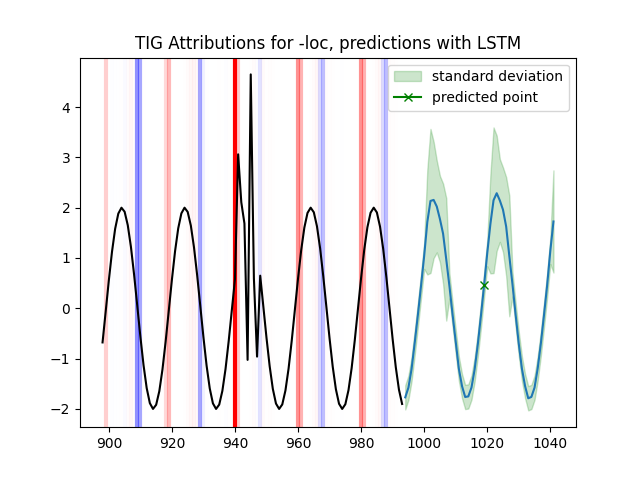 TIG Attributions for -loc, predictions with LSTM
standard deviation
predicted point
4
3
2
1
0
−1
−2
900 920 940 960 980 1000 1020 1040